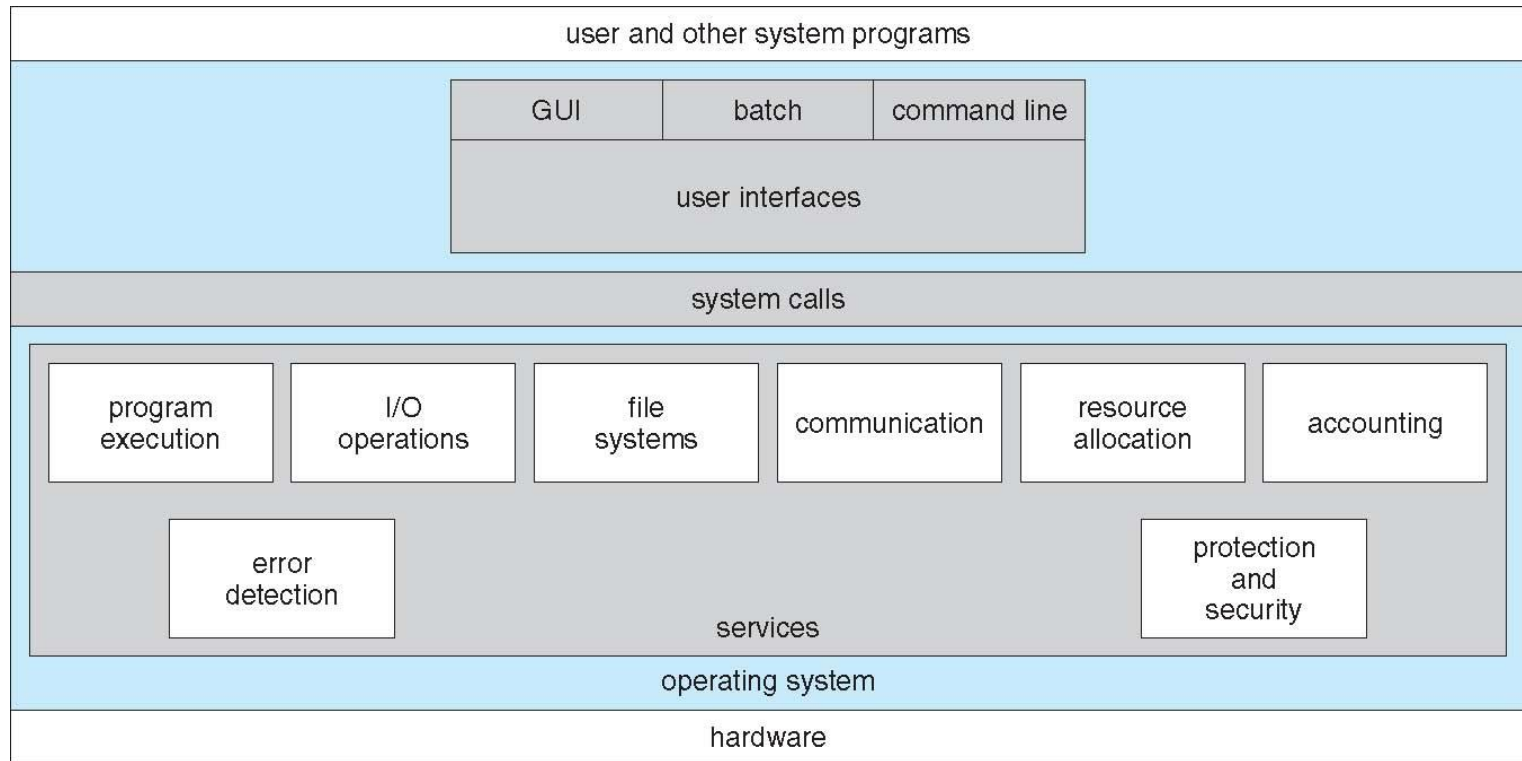 user and other system programs
GUI
batch
command line
user interfaces
system calls
program
execution
I/O
operations
file
systems
communication
resource
allocation
accounting
error
detection
protection
and
security
services
operating system
hardware